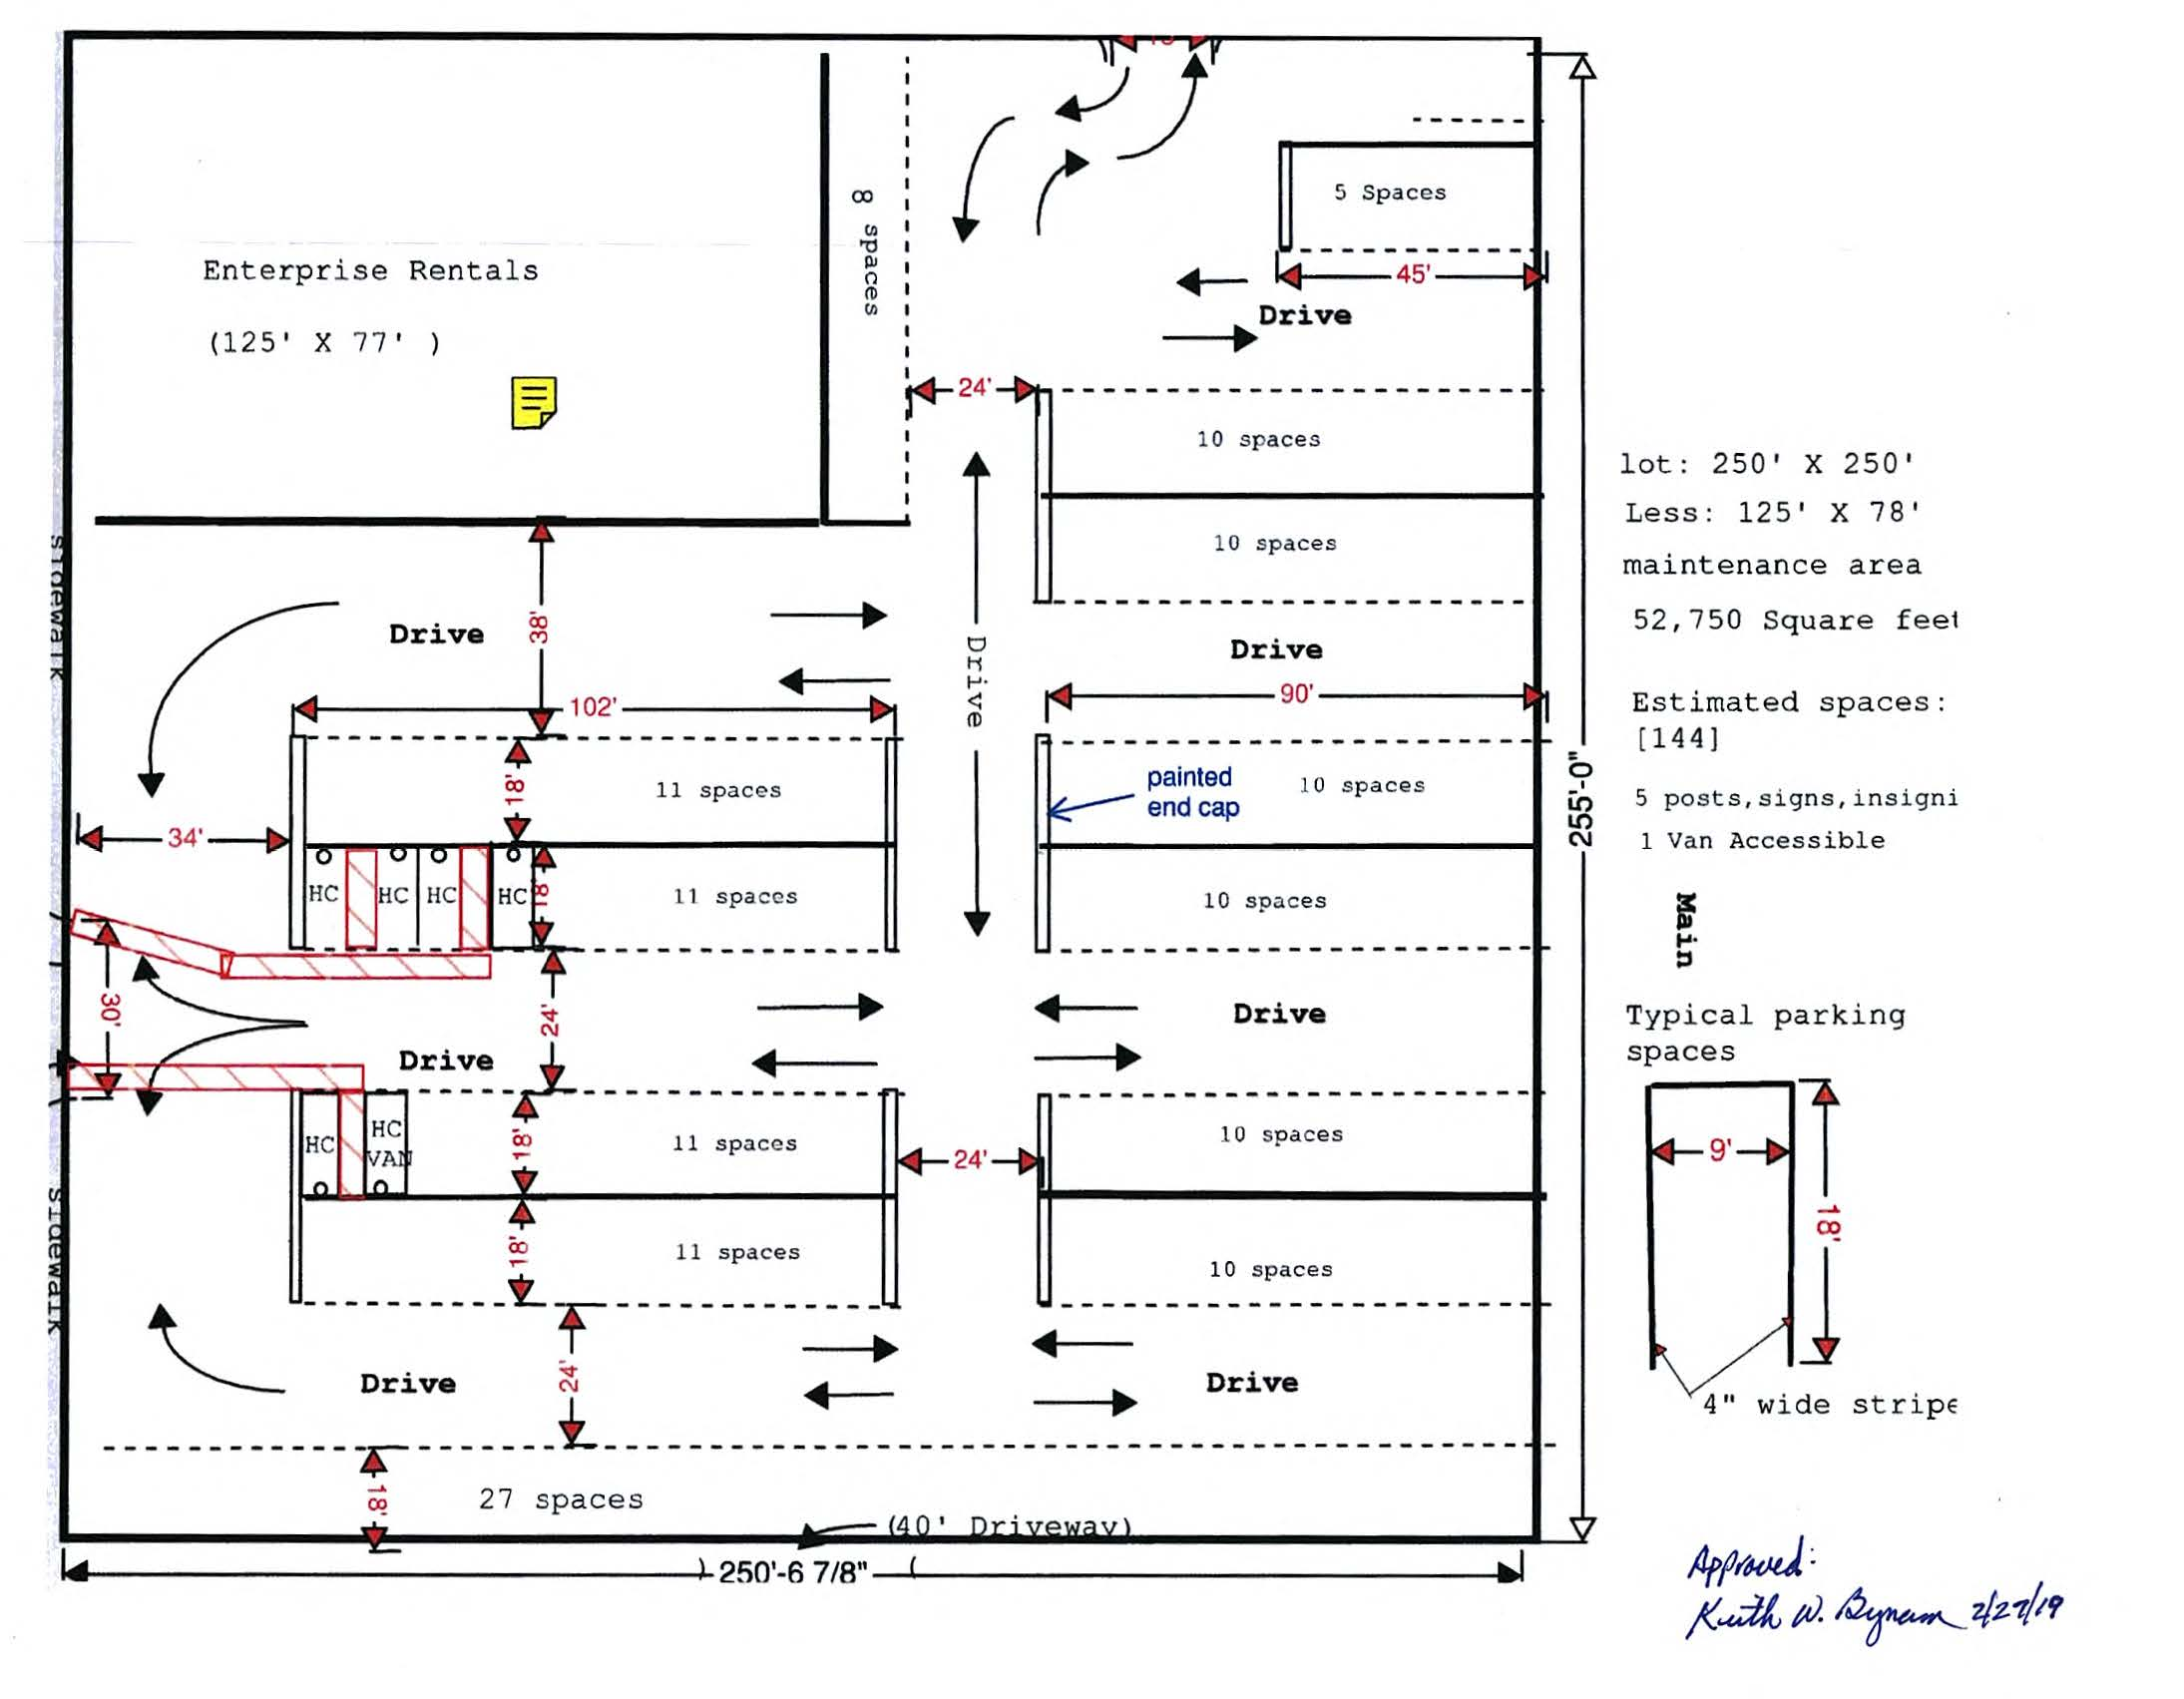 8 spaces
5 Spaces
45'
Enterprise Rentals
(125' X 77' )
Drive
24'
10 spaces
10 spaces
lot: 250' X 250'
Less: 125' X 78'
maintenance area
52,750 Square feet
Estimated spaces:
[144]
5 posts,signs,insigni
1 Van Accessible
Main
sidewalk
Drive
38'
Drive
Drive
102'
90'
18'
11 spaces
painted
end cap
10 spaces
255'-0"
34'
HC
HC
HC
HC
18'
11 spaces
10 spaces
30'
24'
Drive
Drive
Typical parking
spaces
9'
18'
4" wide stripe
HC
HC
VAN
18'
11 spaces
24'
10 spaces
sidewalk
18'
11 spaces
10 spaces
Drive
24'
Drive
18'
27 spaces
(40' Driveway)
250'-6 7/8"
Approved:
Keith W. Bynum 2/27/19